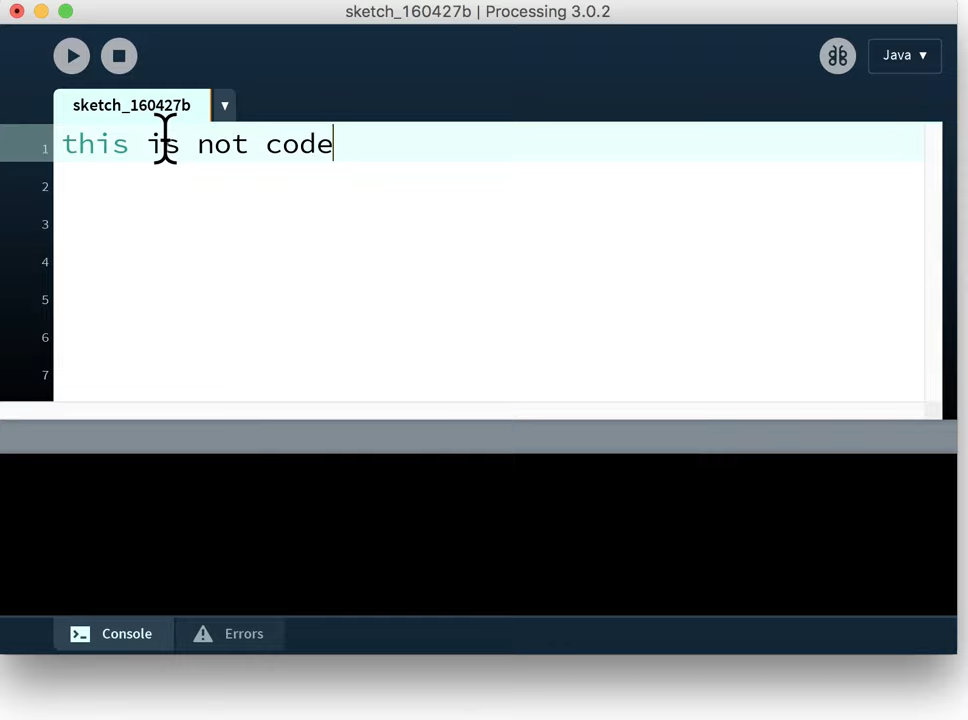 sketch_160427b | Processing 3.0.2
Java ▼
sketch_160427b ▼
1 this is not code
2
3
4
5
6
7
Console Errors